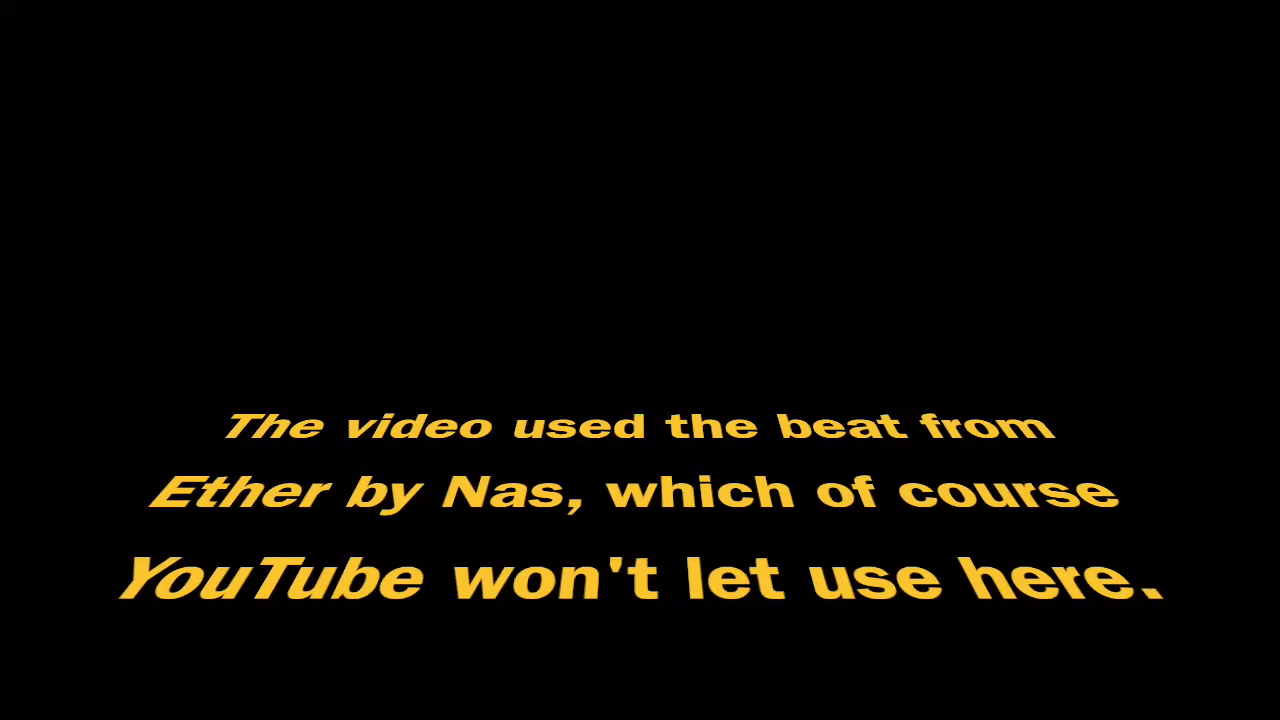 The video used the beat from
Ether by Nas, which of course
YouTube won't let use here.